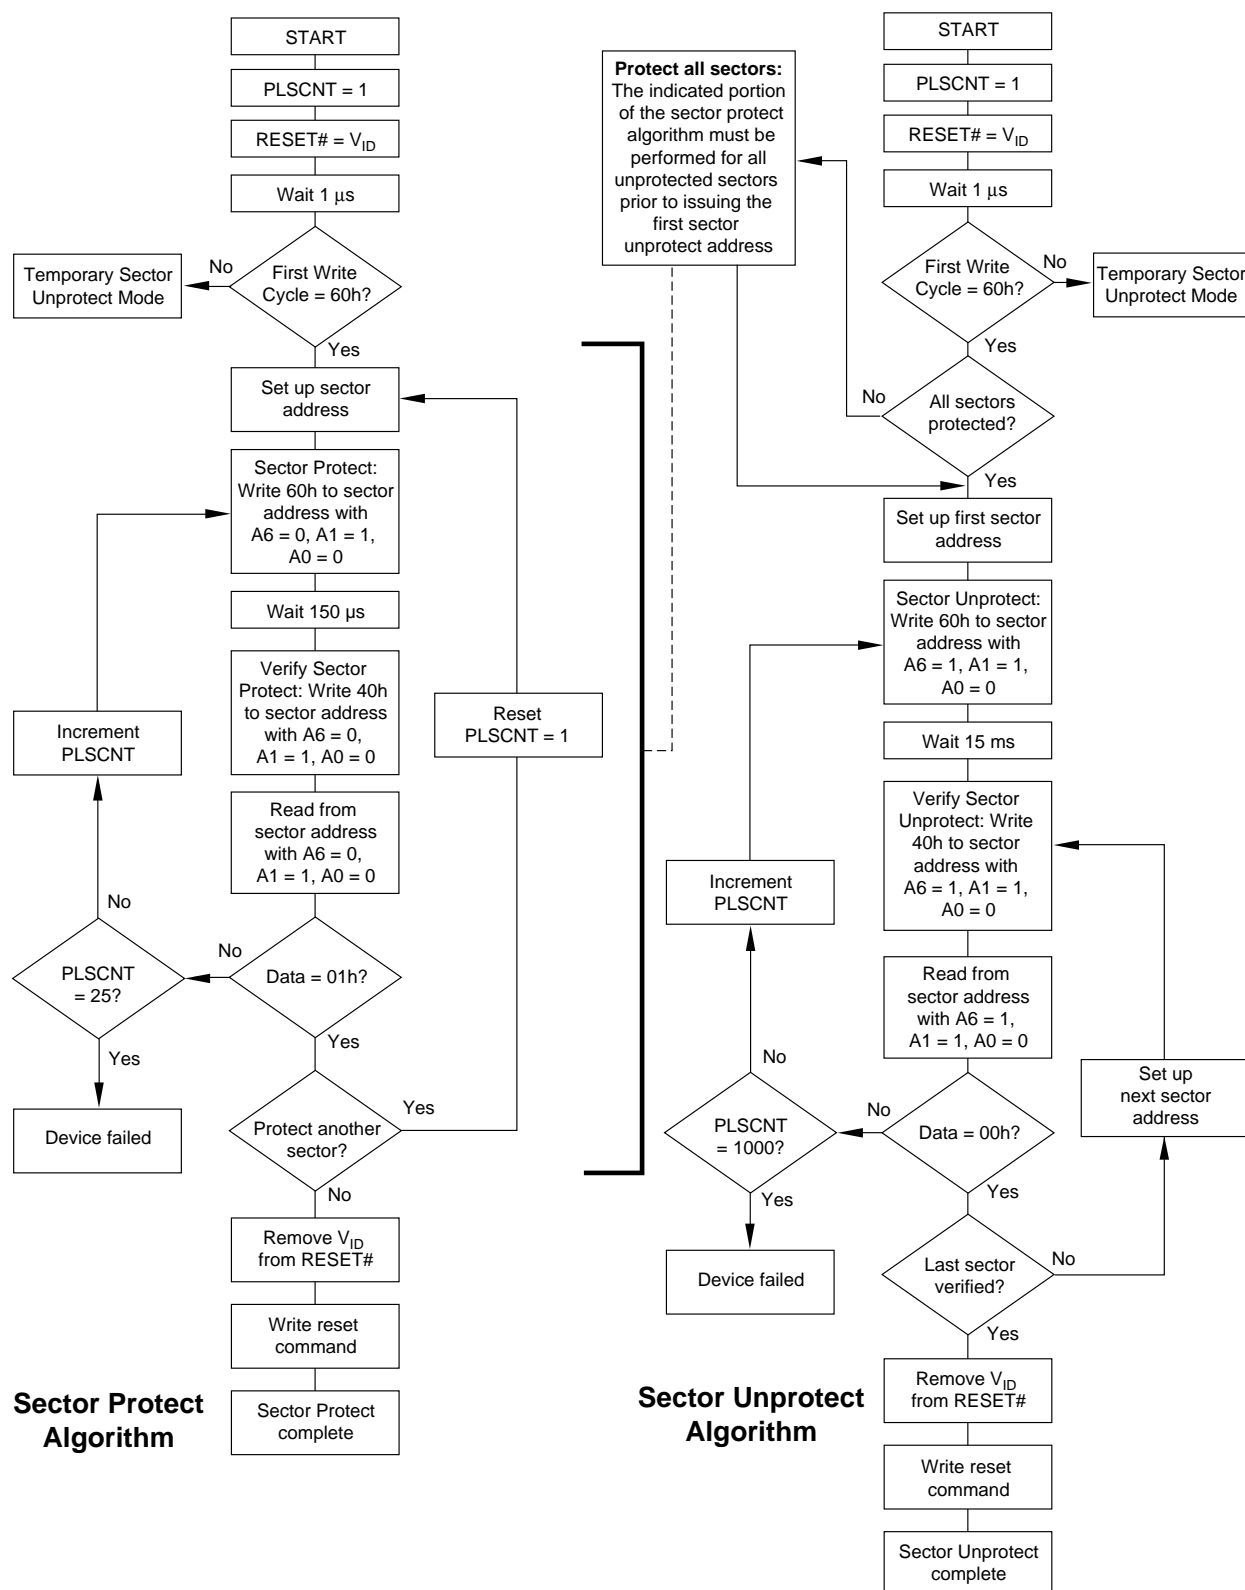 START
PLSCNT = 1
RESET# = VID
Wait 1 μs
First Write
Cycle = 60h?
No
Temporary Sector
Unprotect Mode
Yes
Set up sector
address
Sector Protect:
Write 60h to sector
address with
A6 = 0, A1 = 1,
A0 = 0
Wait 150 µs
Verify Sector
Protect: Write 40h
to sector address
with A6 = 0,
A1 = 1, A0 = 0
Increment
PLSCNT
Reset
PLSCNT = 1
Read from
sector address
with A6 = 0,
A1 = 1, A0 = 0
No
PLSCNT
= 25?
No
Data = 01h?
Yes
Yes
Device failed
Protect another
sector?
Yes
No
Remove VID
from RESET#
Write reset
command
Sector Protect
complete
Sector Protect
Algorithm
Protect all sectors:
The indicated portion
of the sector protect
algorithm must be
performed for all
unprotected sectors
prior to issuing the
first sector
unprotect address
START
PLSCNT = 1
RESET# = VID
Wait 1 μs
First Write
Cycle = 60h?
No
Temporary Sector
Unprotect Mode
Yes
No
All sectors
protected?
Yes
Set up first sector
address
Sector Unprotect:
Write 60h to sector
address with
A6 = 1, A1 = 1,
A0 = 0
Wait 15 ms
Verify Sector
Unprotect: Write
40h to sector
address with
A6 = 1, A1 = 1,
A0 = 0
Increment
PLSCNT
Read from
sector address
with A6 = 1,
A1 = 1, A0 = 0
No
Set up
next sector
address
PLSCNT
= 1000?
No
Data = 00h?
Yes
Yes
Device failed
Last sector
verified?
No
Yes
Remove VID
from RESET#
Write reset
command
Sector Unprotect
complete
Sector Unprotect
Algorithm